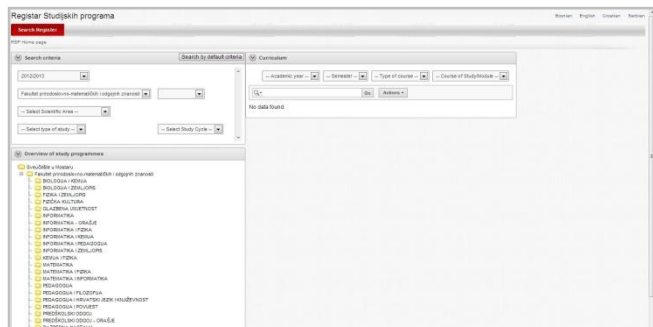 Registar Studijskih programa
Bosnian English Croatian Serbian
Search Register
RSP Home page
Search criteria
Search by default criteria
2012/2013
Fakultet prirodoslovno-matematičkih i odgojnih znanosti
-- Select Scientific Area --
-- Select type of study --
-- Select Study Cycle --
Curriculum
-- Academic year --
-- Semester --
-- Type of course --
-- Course of Study/Module --
Go
Actions
No data found
Overview of study programmes
Sveučilište u Mostaru
Fakultet prirodoslovno-matematičkih i odgojnih znanosti
BIOLOGIJA I KEMIJA
BIOLOGIJA I ZEMLJOPIS
FIZIKA I ZEMLJOPIS
FIZIČKA KULTURA
GLAZBENA UMJETNOST
INFORMATIKA
INFORMATIKA - ORAŠJE
INFORMATIKA I FIZIKA
INFORMATIKA I KEMIJA
INFORMATIKA I PEDAGOGIJA
INFORMATIKA I ZEMLJOPIS
KEMIJA I FIZIKA
MATEMATIKA
MATEMATIKA I FIZIKA
MATEMATIKA I INFORMATIKA
PEDAGOGIJA
PEDAGOGIJA I FILOZOFIJA
PEDAGOGIJA I HRVATSKI JEZIK I KNJIŽEVNOST
PEDAGOGIJA I POVIJEST
PREDŠKOLSKI ODGOJ
PREDŠKOLSKI ODGOJ - ORAŠJE